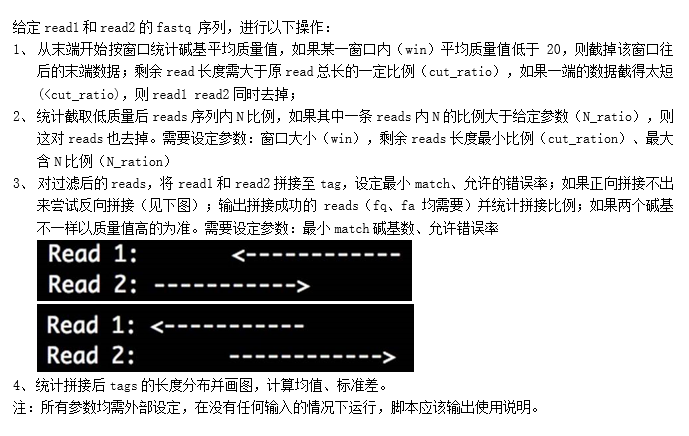 给定 read1 和 read2 的 fastq 序列，进行以下操作：
1、 从末端开始按窗口统计碱基平均质量值，如果某一窗口内（win）平均质量值低于 20，则截掉该窗口往
后的末端数据；剩余 read 长度需大于原 read 总长的一定比例（cut_ratio），如果一端的数据截得太短
(<cut_ratio)，则 read1 read2 同时去掉；
2、 统计截取低质量后 reads 序列内 N 比例，如果其中一条 reads 内 N 的比例大于给定参数（N_ratio），则
这对 reads 也去掉。需要设定参数：窗口大小（win），剩余 reads 长度最小比例（cut_ration）、最大
含 N 比例（N_ration）
3、 对过滤后的 reads，将 read1 和 read2 拼接至 tag，设定最小 match、允许的错误率；如果正向拼接不出
来尝试反向拼接（见下图）；输出拼接成功的 reads（fq、fa 均需要）并统计拼接比例；如果两个碱基
不一样以质量值高的为准。需要设定参数：最小 match 碱基数、允许错误率
Read 1:        <------------
Read 2: ----------->
Read 1: <-----------
Read 2:        ------------>
4、统计拼接后 tags 的长度分布并画图，计算均值、标准差。
注：所有参数均需外部设定，在没有任何输入的情况下运行，脚本应该输出使用说明。